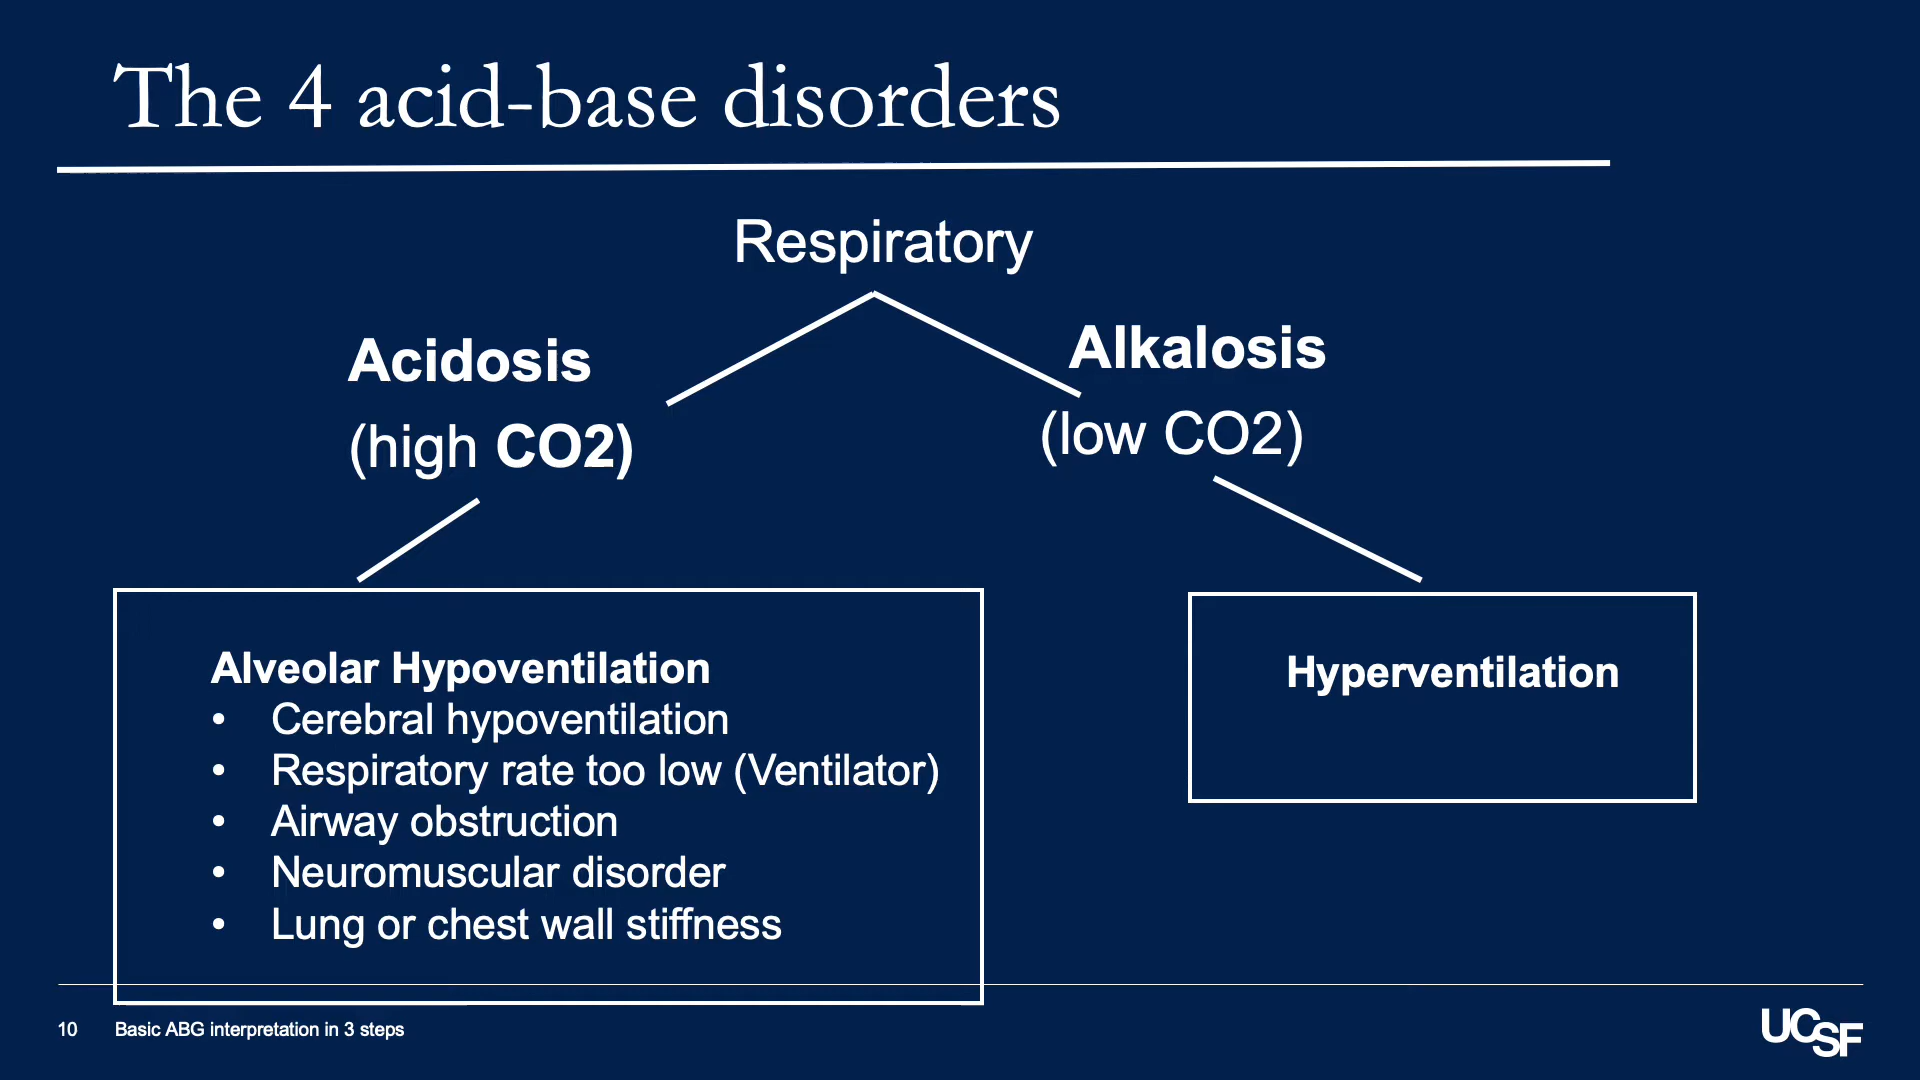 The 4 acid-base disorders
Respiratory
Acidosis
(high CO2)
Alkalosis
(low CO2)
Alveolar Hypoventilation
• Cerebral hypoventilation
• Respiratory rate too low (Ventilator)
• Airway obstruction
• Neuromuscular disorder
• Lung or chest wall stiffness
Hyperventilation
10 Basic ABG interpretation in 3 steps
UCSF